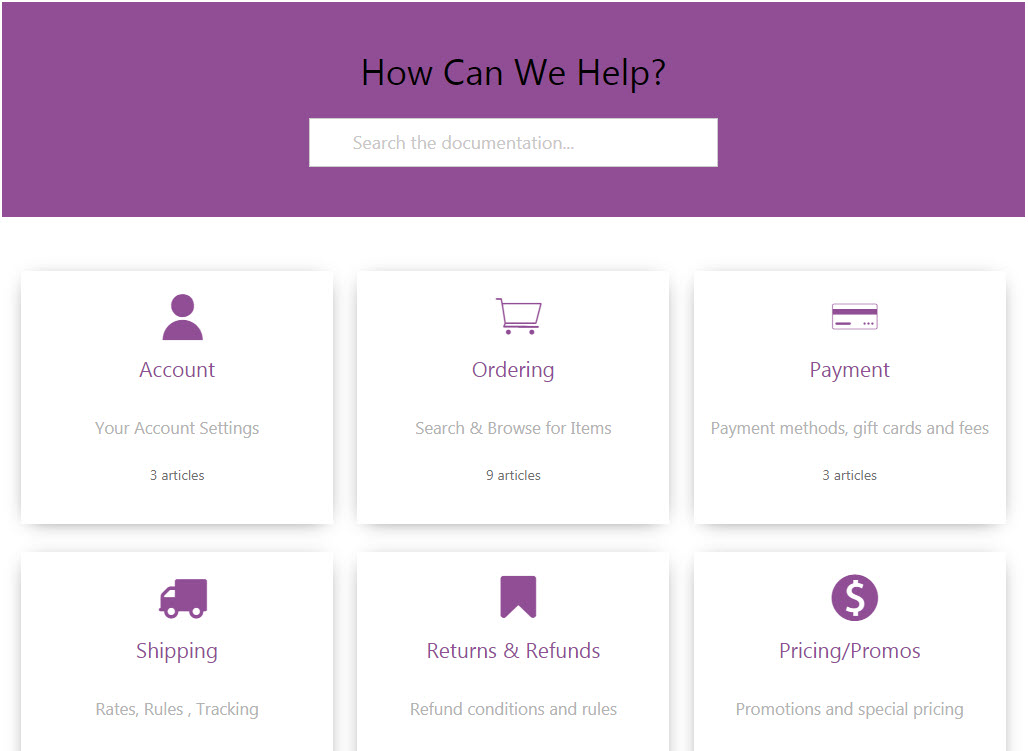 How Can We Help?
Search the documentation...
Account
Your Account Settings
3 articles
Ordering
Search & Browse for Items
9 articles
Payment
Payment methods, gift cards and fees
3 articles
Shipping
Rates, Rules , Tracking
Returns & Refunds
Refund conditions and rules
$
Pricing/Promos
Promotions and special pricing